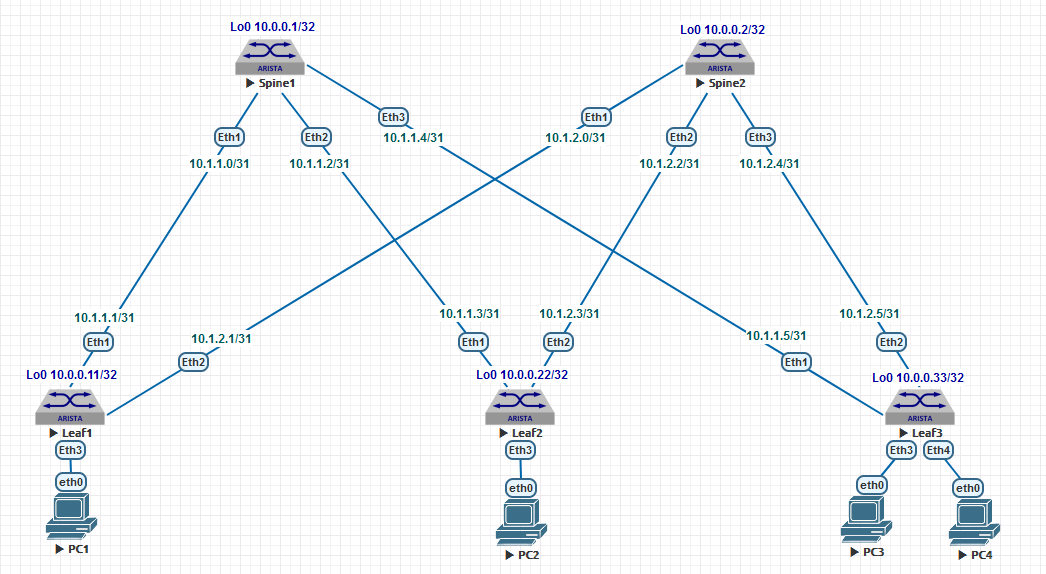 Lo0 10.0.0.1/32
ARISTA
Spine1
Lo0 10.0.0.2/32
ARISTA
Spine2
Eth1
Eth2
Eth3
10.1.1.0/31
10.1.1.2/31
10.1.1.4/31
Eth1
Eth2
Eth3
10.1.2.0/31
10.1.2.2/31
10.1.2.4/31
10.1.1.1/31
Eth1
10.1.2.1/31
Eth2
10.1.1.3/31
Eth1
10.1.2.3/31
Eth2
10.1.1.5/31
Eth1
10.1.2.5/31
Eth2
Lo0 10.0.0.11/32
ARISTA
Leaf1
Eth3
eth0
PC1
Lo0 10.0.0.22/32
ARISTA
Leaf2
Eth3
eth0
PC2
Lo0 10.0.0.33/32
ARISTA
Leaf3
Eth3
Eth4
eth0
eth0
PC3
PC4